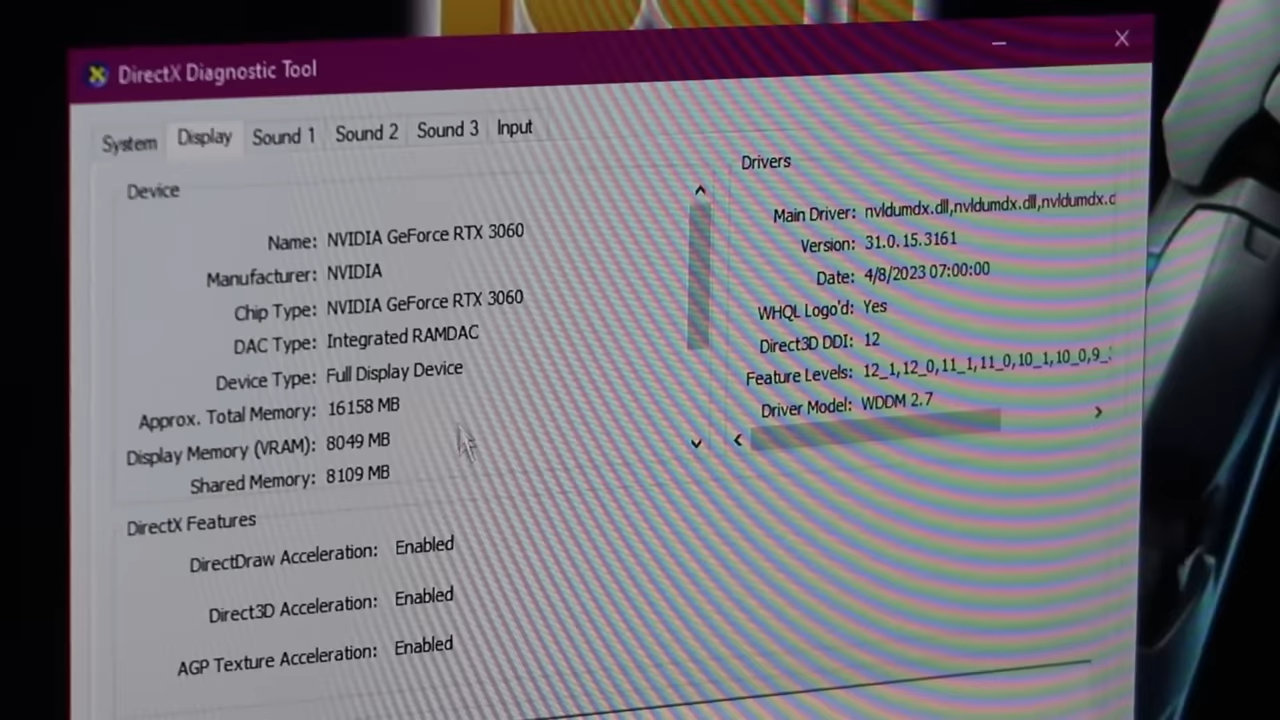 DirectX Diagnostic Tool
System Display Sound 1 Sound 2 Sound 3 Input
Device
Name: NVIDIA GeForce RTX 3060
Manufacturer: NVIDIA
Chip Type: NVIDIA GeForce RTX 3060
DAC Type: Integrated RAMDAC
Device Type: Full Display Device
Approx. Total Memory: 16158 MB
Display Memory (VRAM): 8049 MB
Shared Memory: 8109 MB
Drivers
Main Driver: nvldumdx.dll,nvldumdx.dll,nvldumdx.c
Version: 31.0.15.3161
Date: 4/8/2023 07:00:00
WHQL Logo'd: Yes
Direct3D DDI: 12
Feature Levels: 12_1,12_0,11_1,11_0,10_1,10_0,9_
Driver Model: WDDM 2.7
DirectX Features
DirectDraw Acceleration: Enabled
Direct3D Acceleration: Enabled
AGP Texture Acceleration: Enabled